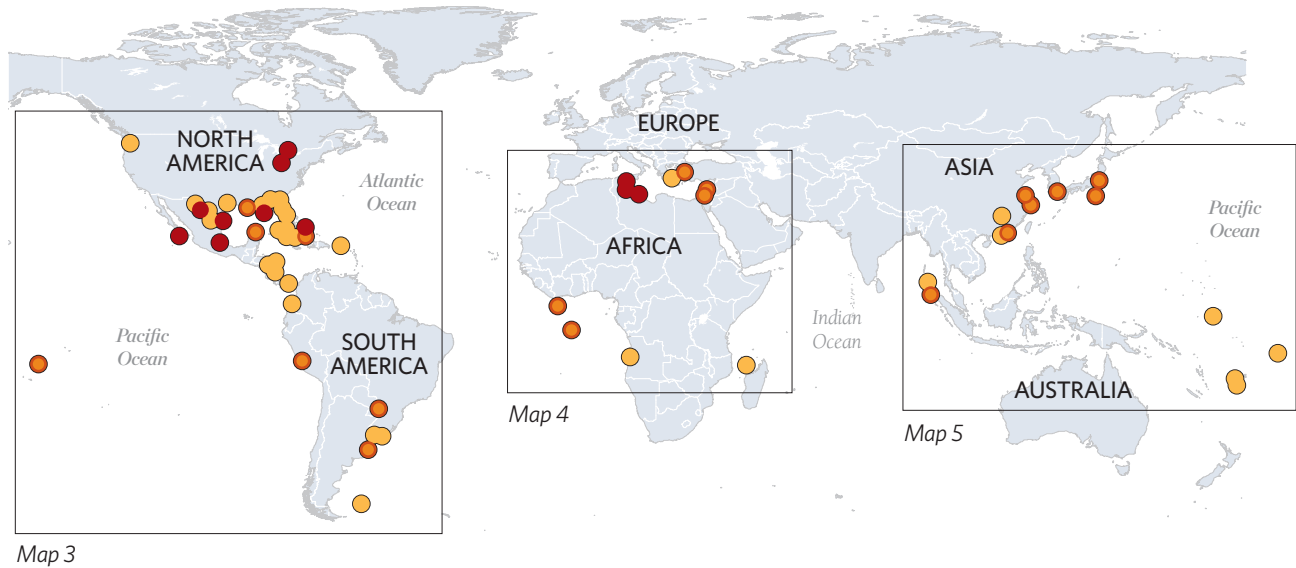 NORTH
AMERICA
Atlantic
Ocean
Pacific
Ocean
SOUTH
AMERICA
Map 3
EUROPE
AFRICA
Indian
Ocean
Map 4
ASIA
Pacific
Ocean
AUSTRALIA
Map 5